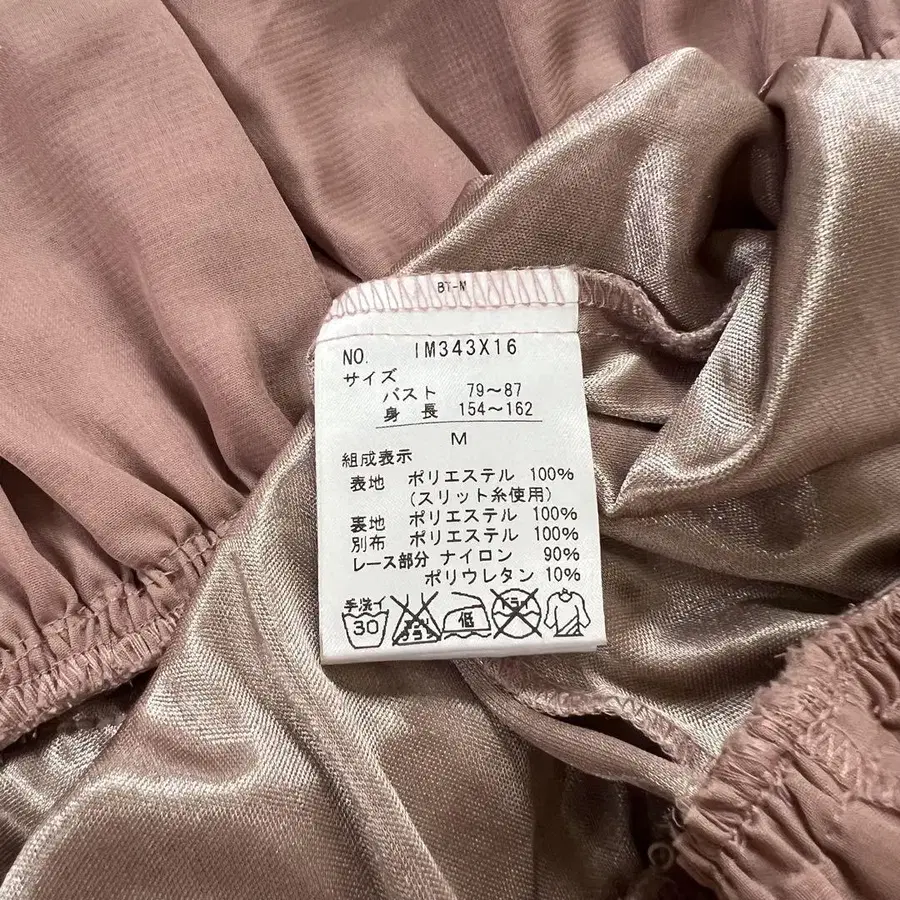 BT-M
NO. IM343X16
サイズ
バスト 79～87
身長 154～162
M
組成表示
表地 ポリエステル 100%
(スリット糸使用)
裏地 ポリエステル 100%
別布 ポリエステル 100%
レース部分 ナイロン 90%
ポリウレタン 10%
手洗イ
30 低 ドライ